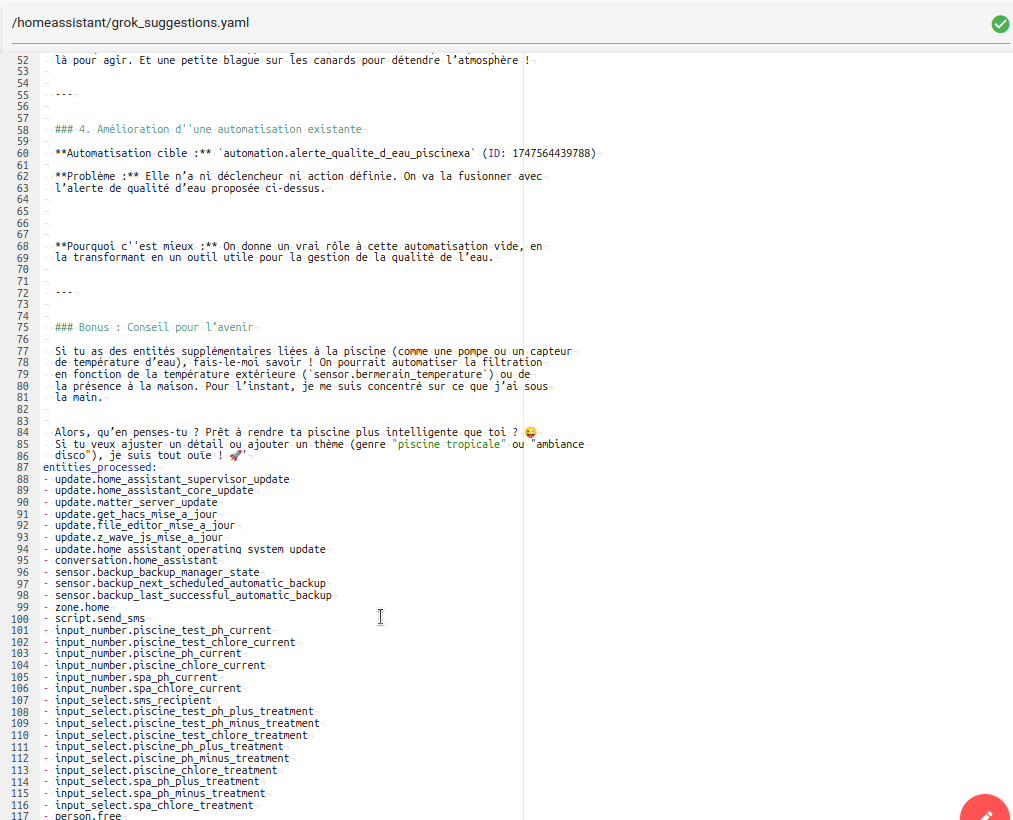 /homeassistant/grok_suggestions.yaml
52 là pour agir. Et une petite blague sur les canards pour détendre l’atmosphère !
53
54
55 ---
56
57
58 ### 4. Amélioration d''une automatisation existante
59
60 **Automatisation cible :** `automation.alerte_qualite_d_eau_piscinexa` (ID: 1747564439788)
61
62 **Problème :** Elle n’a ni déclencheur ni action définie. On va la fusionner avec
63 l’alerte de qualité d’eau proposée ci-dessus.
64
65
66
67
68 **Pourquoi c''est mieux :** On donne un vrai rôle à cette automatisation vide, en
69 la transformant en un outil utile pour la gestion de la qualité de l’eau.
70
71
72 ---
73
74
75 ### Bonus : Conseil pour l’avenir
76
77 Si tu as des entités supplémentaires liées à la piscine (comme une pompe ou un capteur
78 de température d’eau), fais-le-moi savoir ! On pourrait automatiser la filtration
79 en fonction de la température extérieure (`sensor.bermerain_temperature`) ou de
80 la présence à la maison. Pour l’instant, je me suis concentré sur ce que j’ai sous
81 la main.
82
83
84 Alors, qu’en penses-tu ? Prêt à rendre ta piscine plus intelligente que toi ? 😜
85 Si tu veux ajuster un détail ou ajouter un thème (genre "piscine tropicale" ou "ambiance
86 disco"), je suis tout ouïe ! 🚀'
87 entities_processed:
88 - update.home_assistant_supervisor_update
89 - update.home_assistant_core_update
90 - update.matter_server_update
91 - update.get_hacs_mise_a_jour
92 - update.file_editor_mise_a_jour
93 - update.z_wave_js_mise_a_jour
94 - update.home_assistant_operating_system_update
95 - conversation.home_assistant
96 - sensor.backup_backup_manager_state
97 - sensor.backup_next_scheduled_automatic_backup
98 - sensor.backup_last_successful_automatic_backup
99 - zone.home
100 - script.send_sms
101 - input_number.piscine_test_ph_current
102 - input_number.piscine_test_chlore_current
103 - input_number.piscine_ph_current
104 - input_number.piscine_chlore_current
105 - input_number.spa_ph_current
106 - input_number.spa_chlore_current
107 - input_select.sms_recipient
108 - input_select.piscine_test_ph_plus_treatment
109 - input_select.piscine_test_ph_minus_treatment
110 - input_select.piscine_test_chlore_treatment
111 - input_select.piscine_ph_plus_treatment
112 - input_select.piscine_ph_minus_treatment
113 - input_select.piscine_chlore_treatment
114 - input_select.spa_ph_plus_treatment
115 - input_select.spa_ph_minus_treatment
116 - input_select.spa_chlore_treatment
117 - person.free